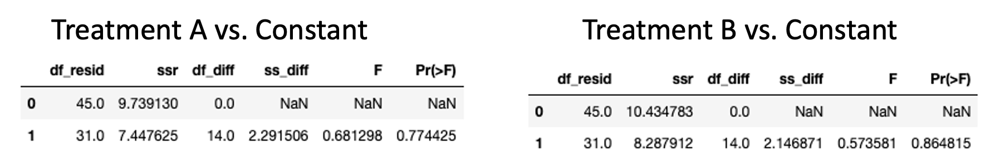 Treatment A vs. Constant
df_resid ssr df_diff ss_diff F Pr(>F)
0 45.0 9.739130 0.0 NaN NaN NaN
1 31.0 7.447625 14.0 2.291506 0.681298 0.774425
Treatment B vs. Constant
df_resid ssr df_diff ss_diff F Pr(>F)
0 45.0 10.434783 0.0 NaN NaN NaN
1 31.0 8.287912 14.0 2.146871 0.573581 0.864815